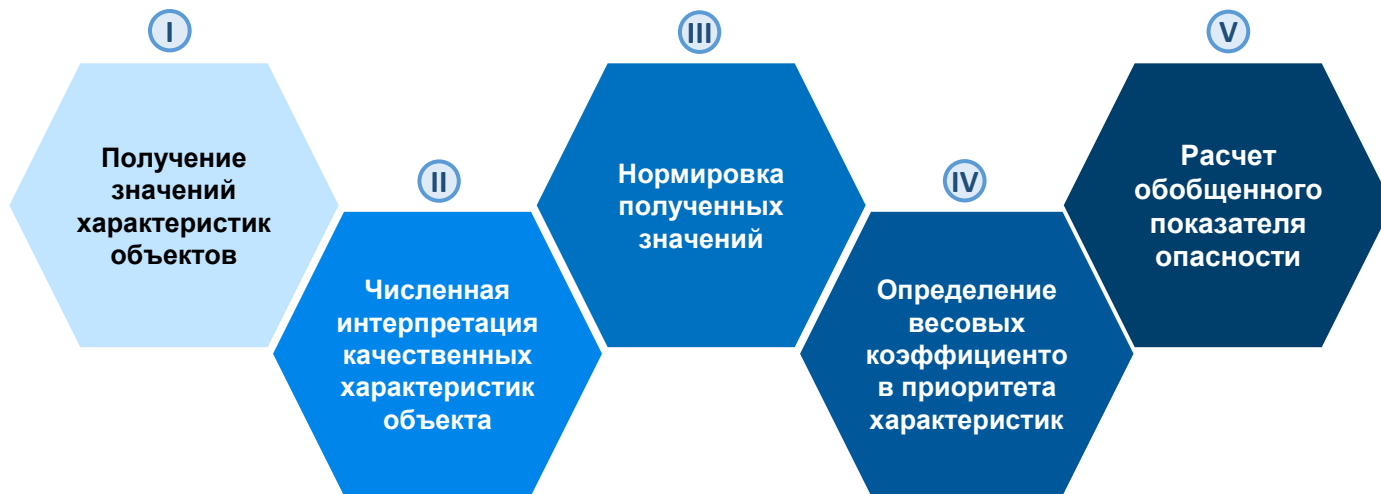 I
Получение
значений
характеристик
объектов
II
Численная
интерпретация
качественных
характеристик
объекта
III
Нормировка
полученных
значений
IV
Определение
весовых
коэффициенто
в приоритета
характеристик
V
Расчет
обобщенного
показателя
опасности